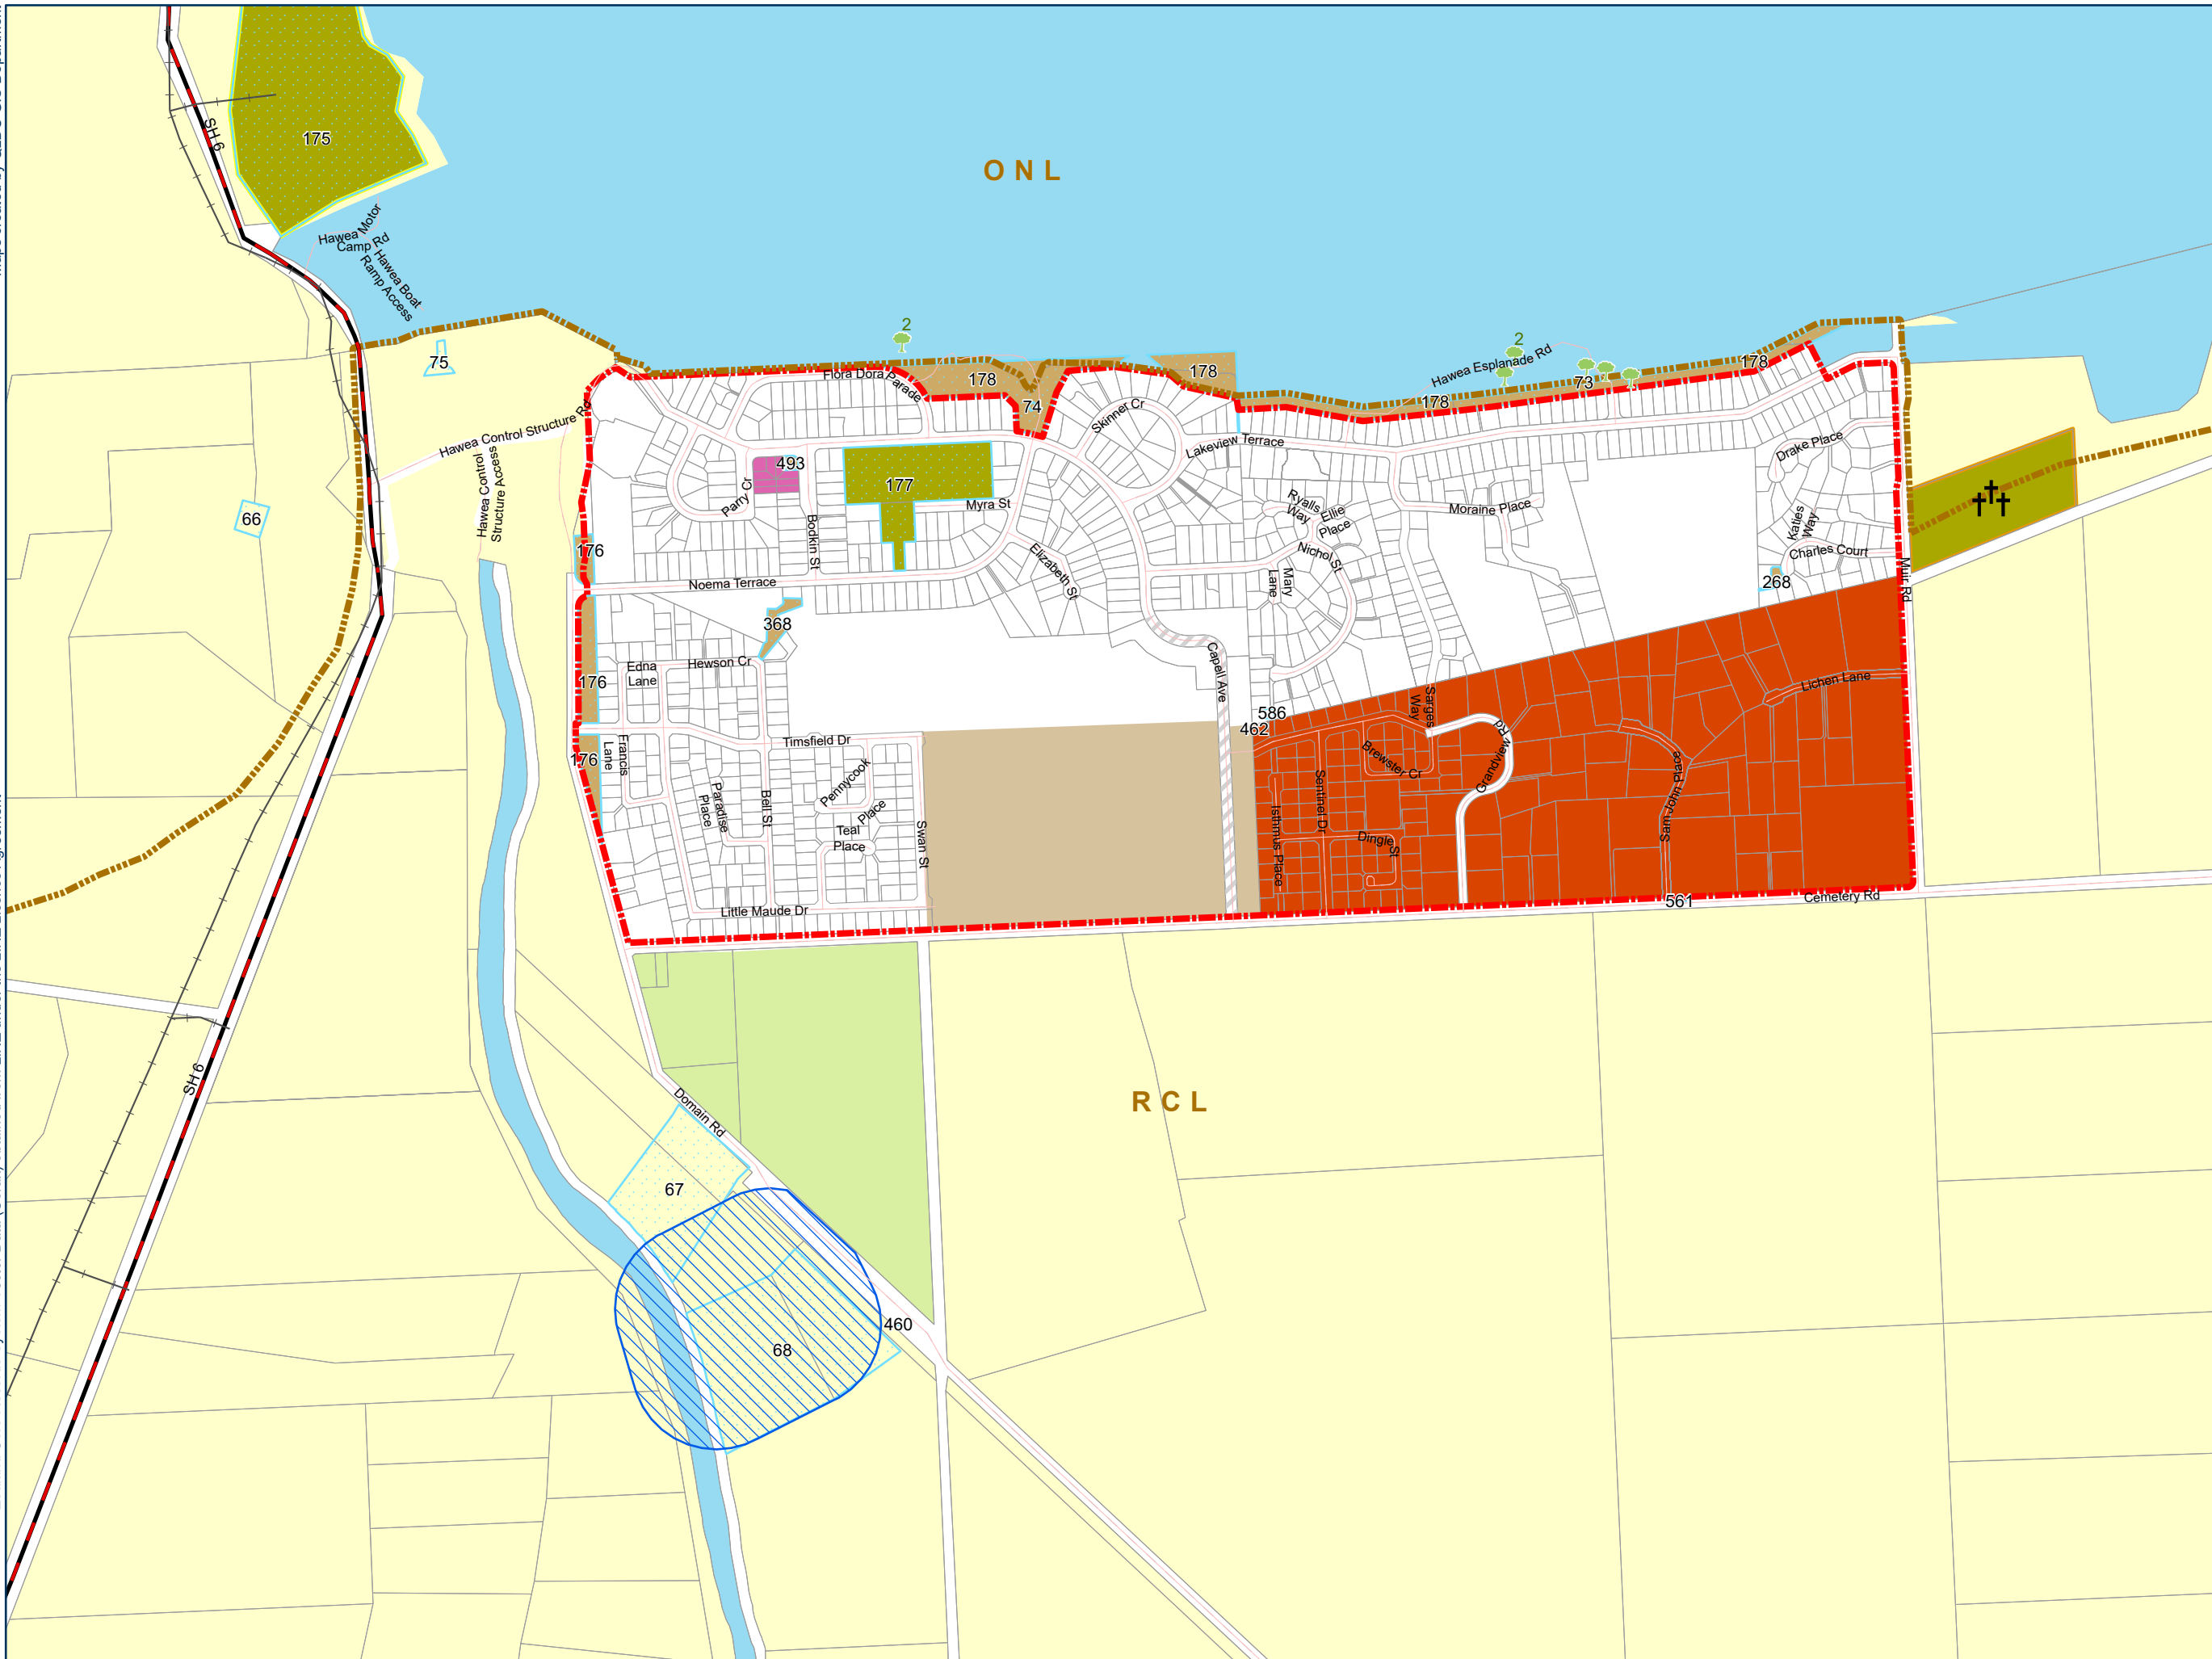 SH 6
175
ONL
Hawea Motor
Camp Rd
Hawea Boat
Ramp Access
2
2
75
Flora Dora
Parade
178
178
Hawea Esplanade Rd
73
178
178
74
Skinner Cr
Hawea Control Structure Rd
Lakeview Terrace
Drake Place
493
177
Parry Cr
Myra St
Hawea Control
Structure Access
66
Ryalls
Way
Ellie
Place
Moraine Place
Katies
Way
Bodkin St
176
Elizabeth St
Nichol St
Charles Court
Noema Terrace
Mary
Lane
268
Muir Rd
368
Edna
Lane
Hewson Cr
Capell Ave
176
Lichen Lane
586
462
Sarges
Way
Grandview
Rd
176
Francis
Lane
Timsfield Dr
Brewster Cr
Pennycook
Place
Paradise
Place
Bell St
Teal
Place
Swan St
Isthmus Place
Sentinel Dr
Dingle
St
Sam John Place
Little Maude Dr
561
Cemetery Rd
SH 6
RCL
Domain Rd
67
460
68